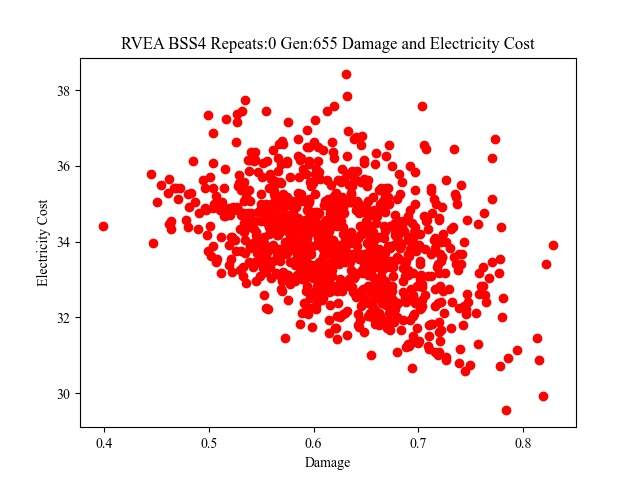 RVEA BSS4 Repeats:0 Gen:655 Damage and Electricity Cost
38
36
34
32
30
Electricity Cost
0.4 0.5 0.6 0.7 0.8
Damage